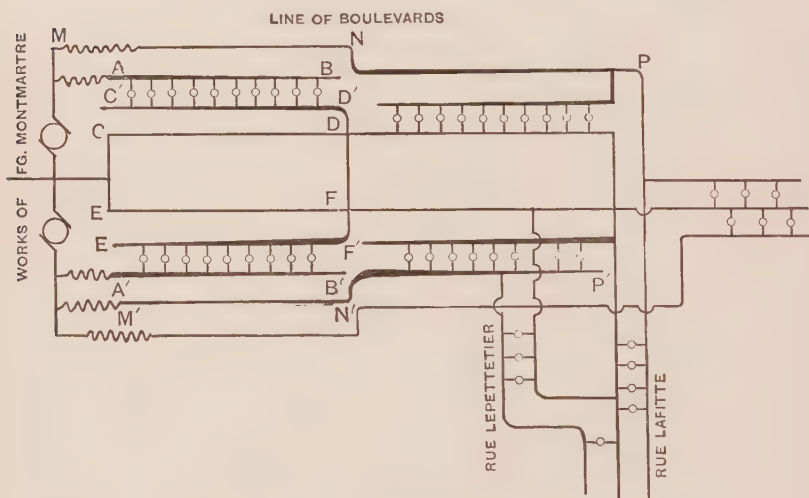 LINE OF BOULEVARDS
M
N
P
A
B
C'
D'
C
D
WORKS OF FG. MONTMARTRE
E
F
E
F'
A'
B'
P'
M'
N'
RUE LEPETTETIER
RUE LAFITTE